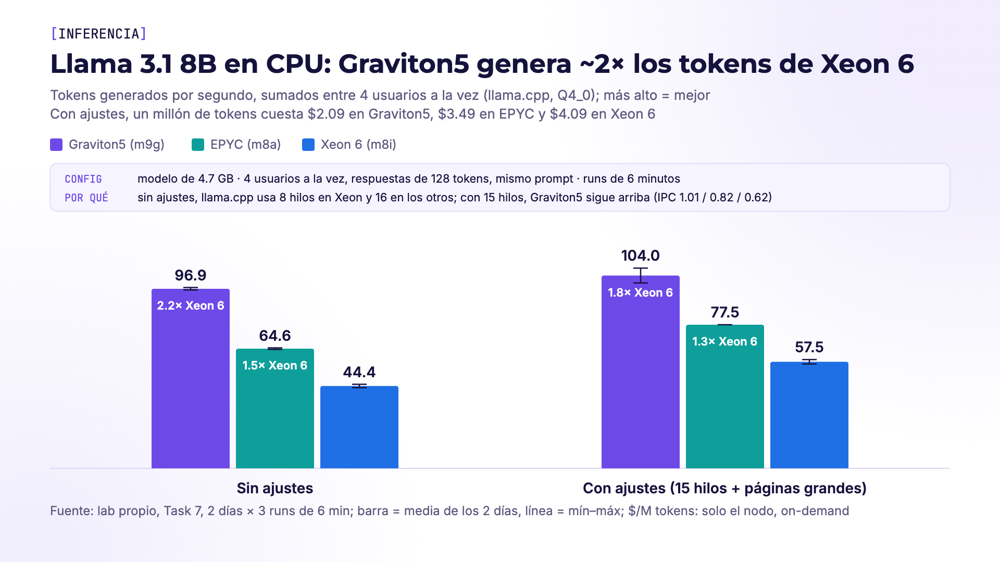 [INFERENCIA]
Llama 3.1 8B en CPU: Graviton5 genera ~2× los tokens de Xeon 6
Tokens generados por segundo, sumados entre 4 usuarios a la vez (llama.cpp, Q4_0); más alto = mejor
Con ajustes, un millón de tokens cuesta $2.09 en Graviton5, $3.49 en EPYC y $4.09 en Xeon 6
Graviton5 (m9g) EPYC (m8a) Xeon 6 (m8i)
CONFIG modelo de 4.7 GB · 4 usuarios a la vez, respuestas de 128 tokens, mismo prompt · runs de 6 minutos
POR QUÉ sin ajustes, llama.cpp usa 8 hilos en Xeon y 16 en los otros; con 15 hilos, Graviton5 sigue arriba (IPC 1.01 / 0.82 / 0.62)
96.9
2.2× Xeon 6
64.6
1.5× Xeon 6
44.4
Sin ajustes
104.0
1.8× Xeon 6
77.5
1.3× Xeon 6
57.5
Con ajustes (15 hilos + páginas grandes)
Fuente: lab propio, Task 7, 2 días × 3 runs de 6 min; barra = media de los 2 días, línea = mín–máx; $/M tokens: solo el nodo, on-demand